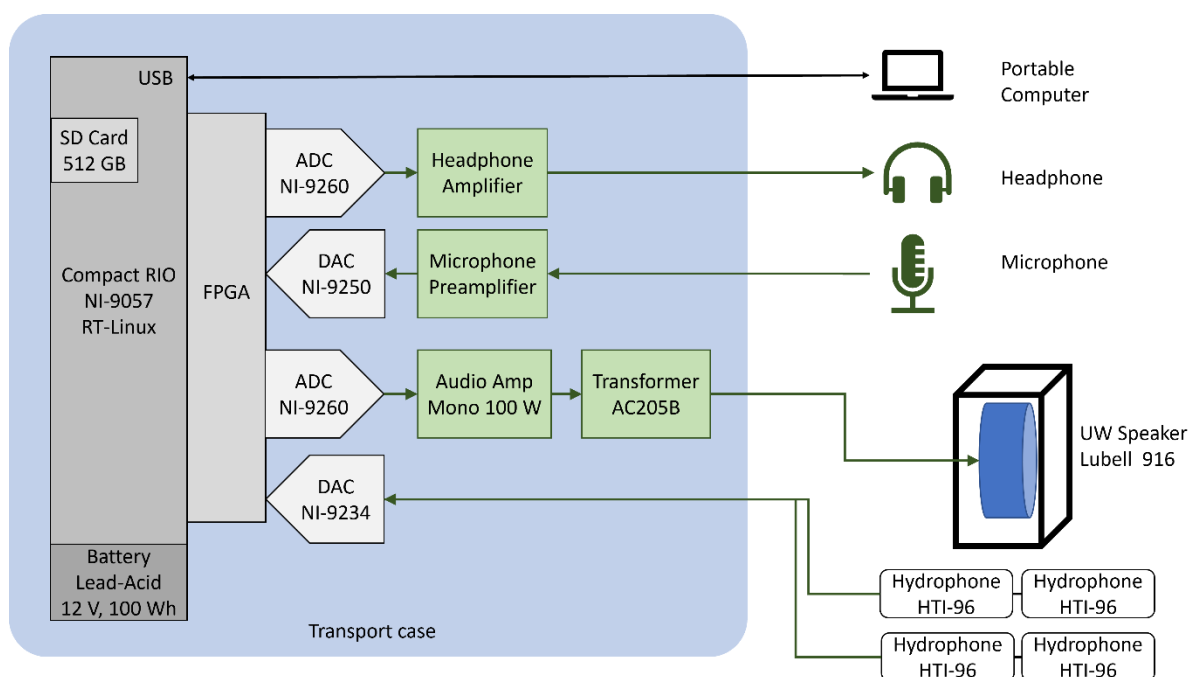 USB
SD Card
512 GB
Compact RIO
NI-9057
RT-Linux
Battery
Lead-Acid
12 V, 100 Wh
FPGA
ADC
NI-9260
Headphone
Amplifier
DAC
NI-9250
Microphone
Preamplifier
ADC
NI-9260
Audio Amp
Mono 100 W
Transformer
AC205B
DAC
NI-9234
Transport case
Portable
Computer
Headphone
Microphone
UW Speaker
Lubell 916
Hydrophone
HTI-96
Hydrophone
HTI-96
Hydrophone
HTI-96
Hydrophone
HTI-96